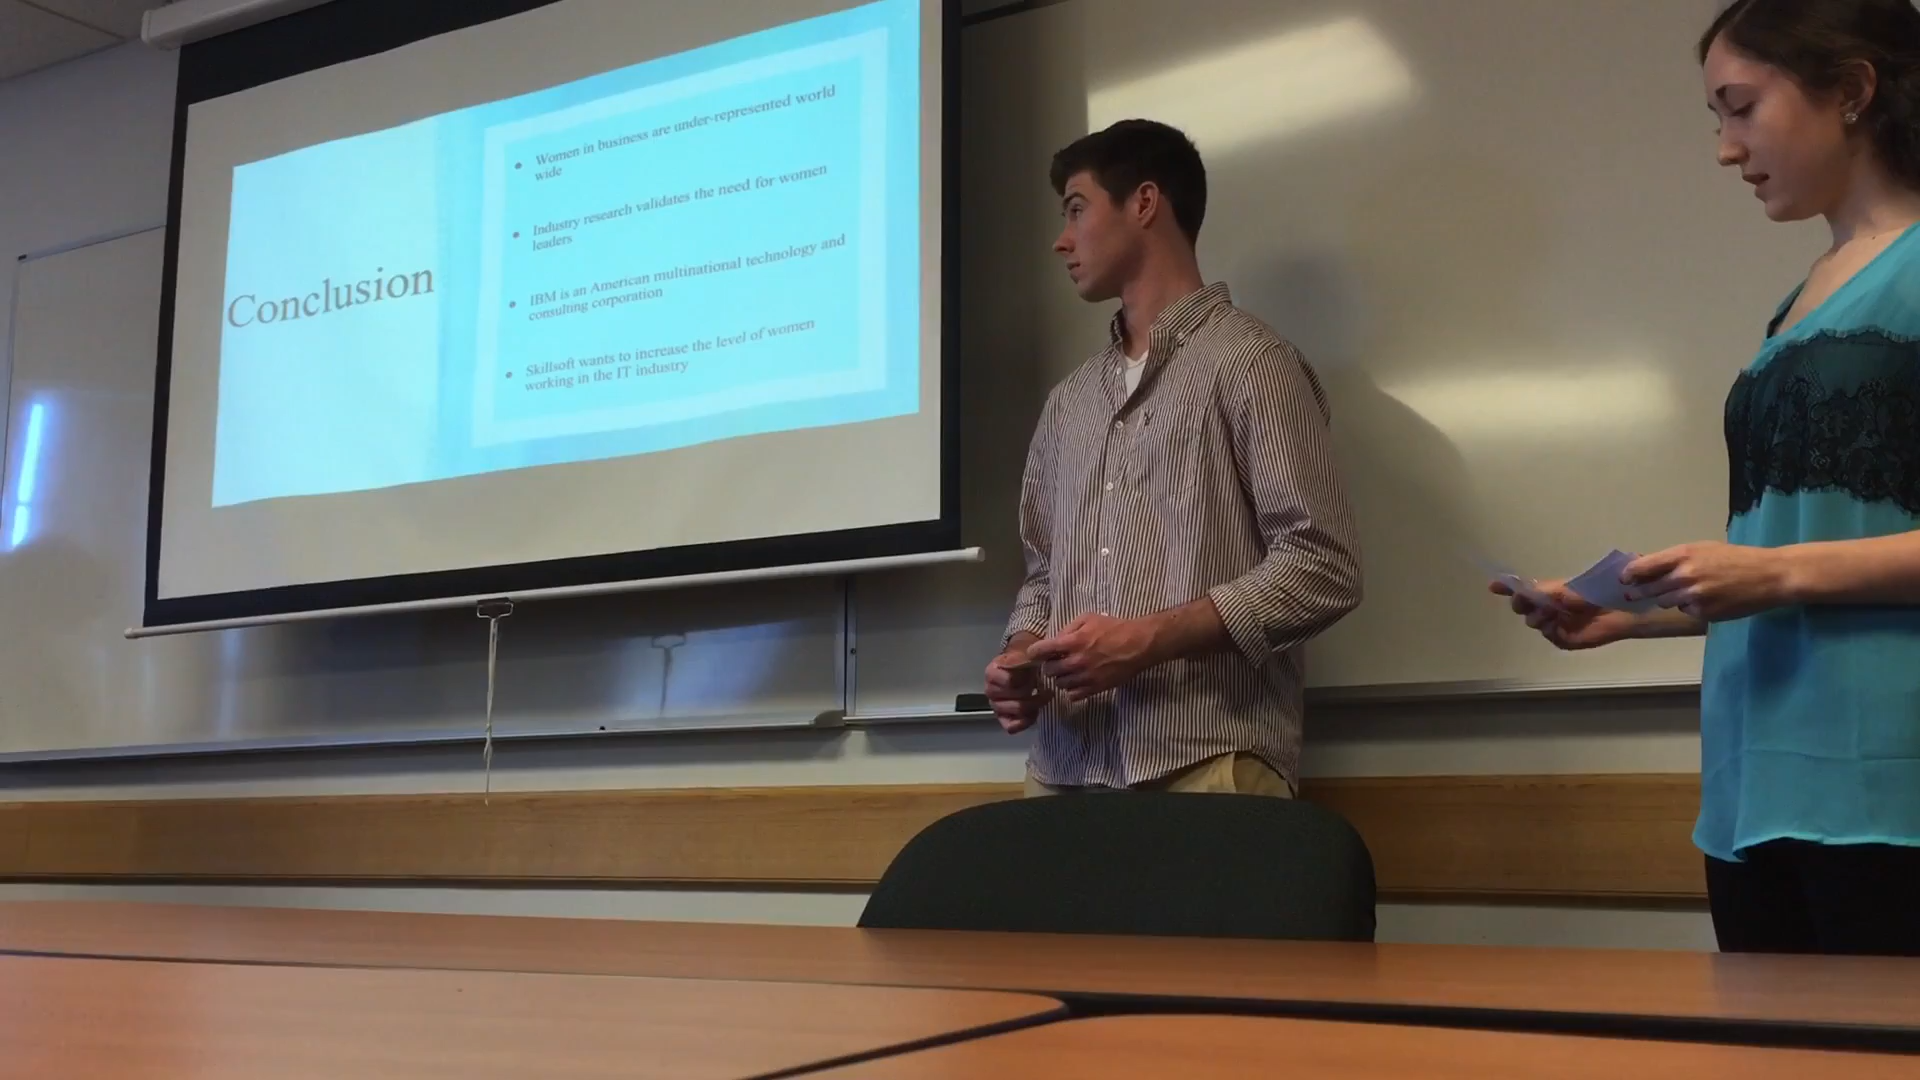 Conclusion
• Women in business are under-represented world
wide
• Industry research validates the need for women
leaders
• IBM is an American multinational technology and
consulting corporation
• Skillsoft wants to increase the level of women
working in the IT industry